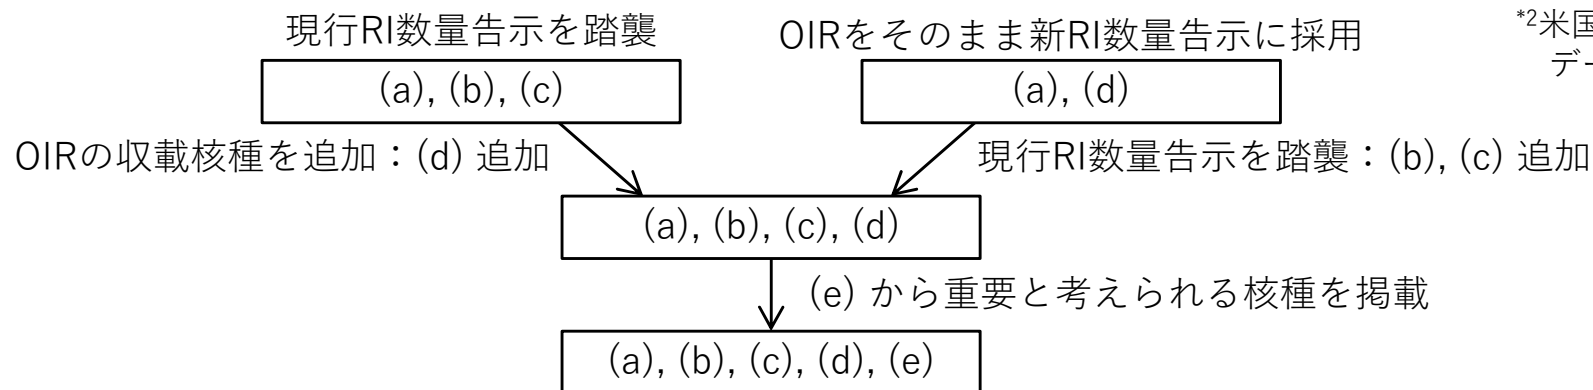 現行RI数量告示を踏襲
OIRをそのまま新RI数量告示に採用
*2米国
デー
(a), (b), (c)
(a), (d)
OIRの収載核種を追加：(d) 追加
現行RI数量告示を踏襲：(b), (c) 追加
(a), (b), (c), (d)
(e) から重要と考えられる核種を掲載
(a), (b), (c), (d), (e)